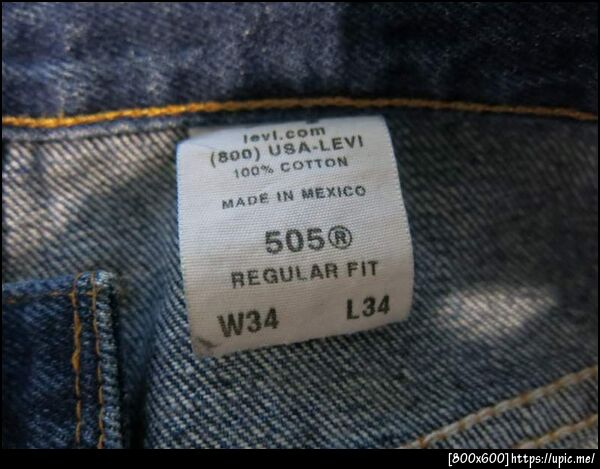 levi.com
(800) USA-LEVI
100% COTTON
MADE IN MEXICO
505®
REGULAR FIT
W34 L34
[800x600]https://upic.me/